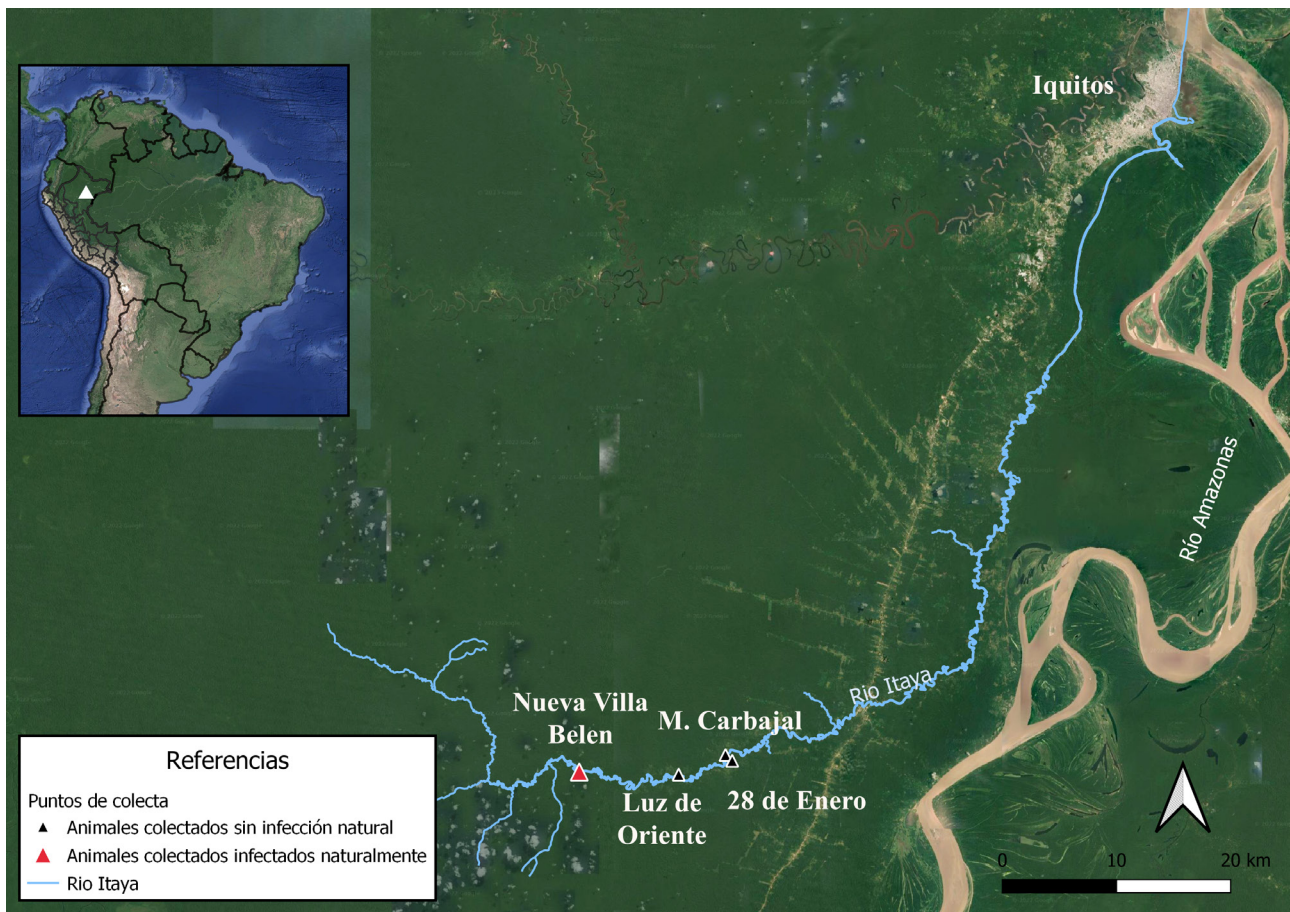 Iquitos
Río Amazonas
Rio Itaya
Nueva Villa
Belen
M. Carbajal
Luz de
Oriente
28 de Enero
Referencias
Puntos de colecta
Animales colectados sin infección natural
Animales colectados infectados naturalmente
Rio Itaya
0 10 20 km